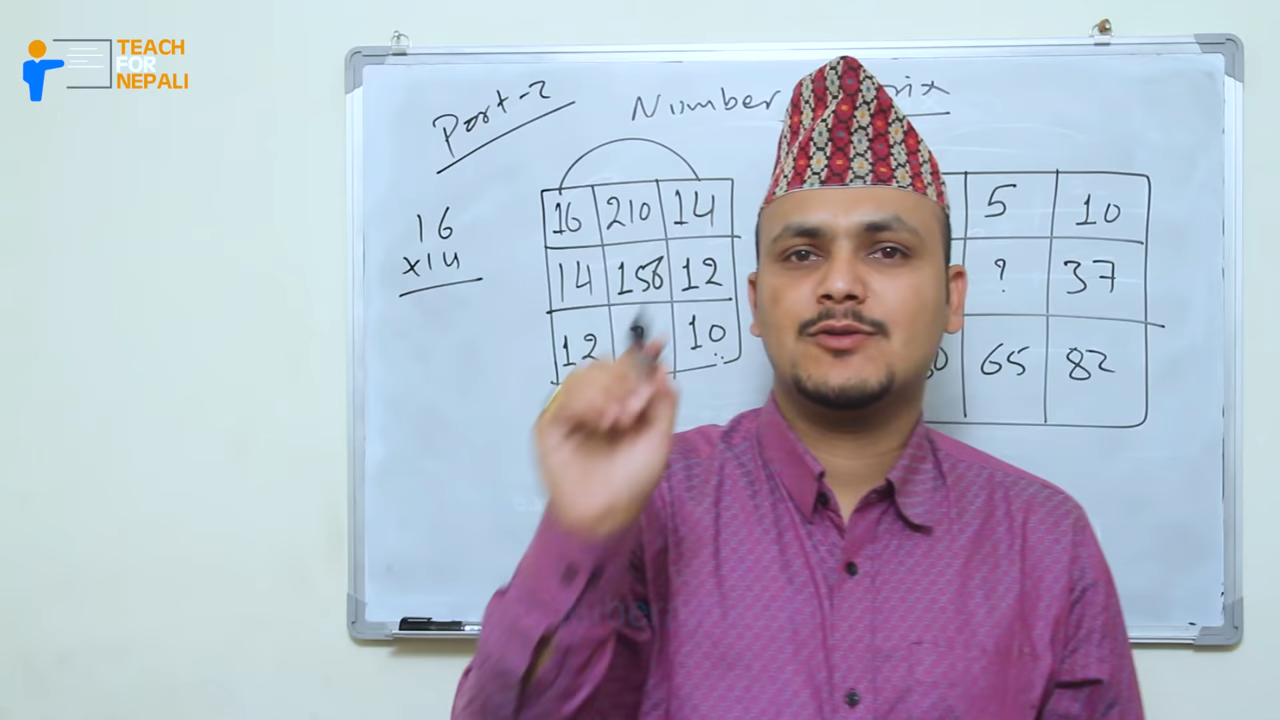 TEACH
FOR
NEPALI
Part-2
Number
16
x14
16 210 14
14 156 12
12 10
5 10
? 37
65 82